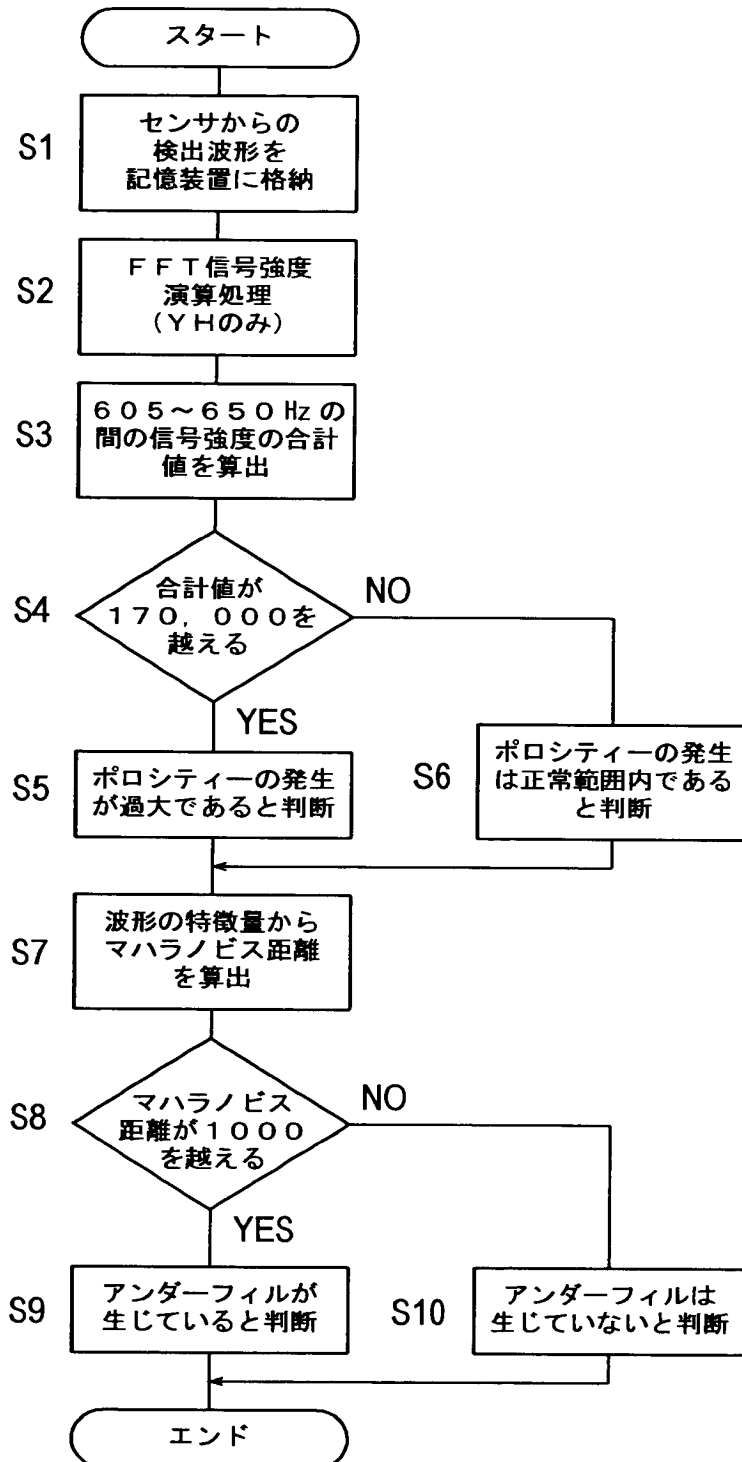 スタート
S1
センサからの
検出波形を
記憶装置に格納
S2
ＦＦＴ信号強度
演算処理
（ＹＨのみ）
S3
６０５～６５０Hzの
間の信号強度の合計
値を算出
S4
合計値が
１７０，０００を
越える
NO
YES
S5
ポロシティーの発生
が過大であると判断
S6
ポロシティーの発生
は正常範囲内である
と判断
S7
波形の特徴量から
マハラノビス距離
を算出
S8
マハラノビス
距離が１０００
を越える
NO
YES
S9
アンダーフィルが
生じていると判断
S10
アンダーフィルは
生じていないと判断
エンド